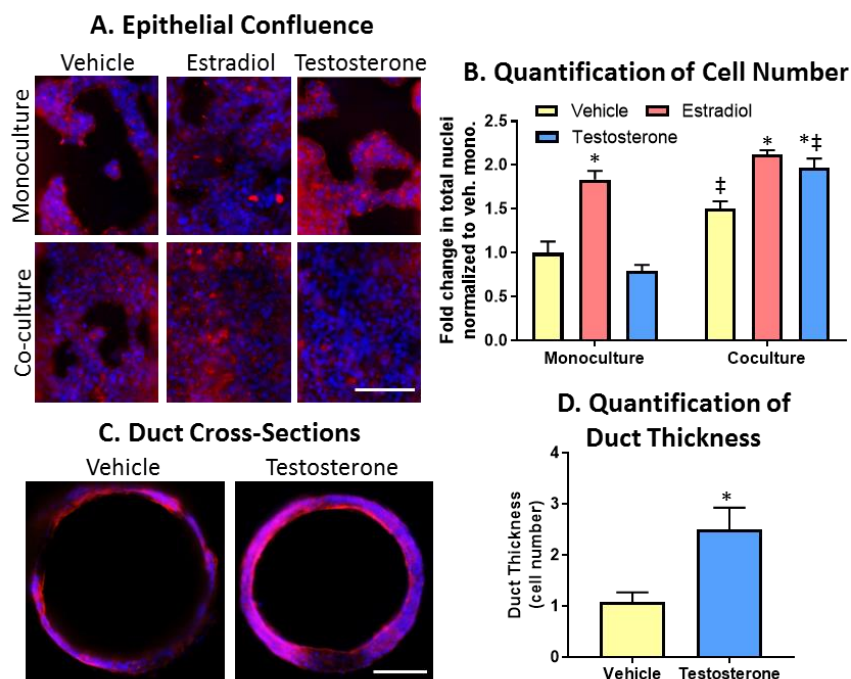 A. Epithelial Confluence
Vehicle Estradiol Testosterone
Monoculture
Co-culture
B. Quantification of Cell Number
Vehicle Estradiol
Testosterone
Fold change in total nuclei
normalized to veh. mono.
2.5
2.0
1.5
1.0
0.5
0.0
*
‡
*
*‡
Monoculture Coculture
C. Duct Cross-Sections
Vehicle Testosterone
D. Quantification of
Duct Thickness
Duct Thickness
(cell number)
4
3
2
1
0
*
Vehicle Testosterone